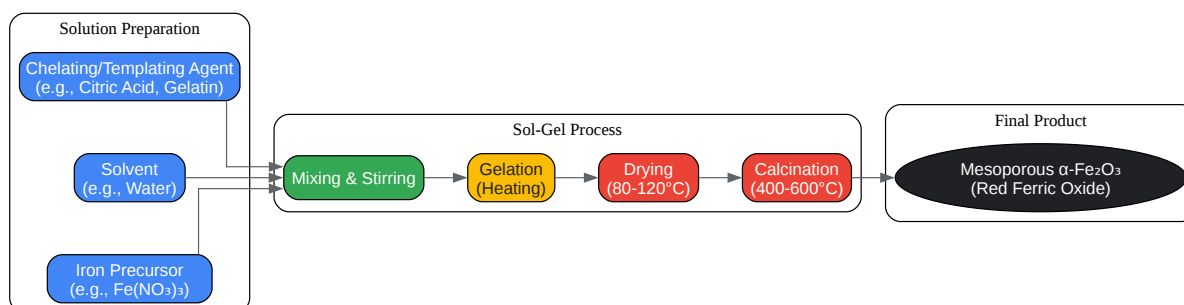 Solution Preparation
Chelating/Templating Agent
(e.g., Citric Acid, Gelatin)
Solvent
(e.g., Water)
Iron Precursor
(e.g., Fe(NO₃)₃)
Sol-Gel Process
Mixing & Stirring
Gelation
(Heating)
Drying
(80-120°C)
Calcination
(400-600°C)
Final Product
Mesoporous α-Fe₂O₃
(Red Ferric Oxide)